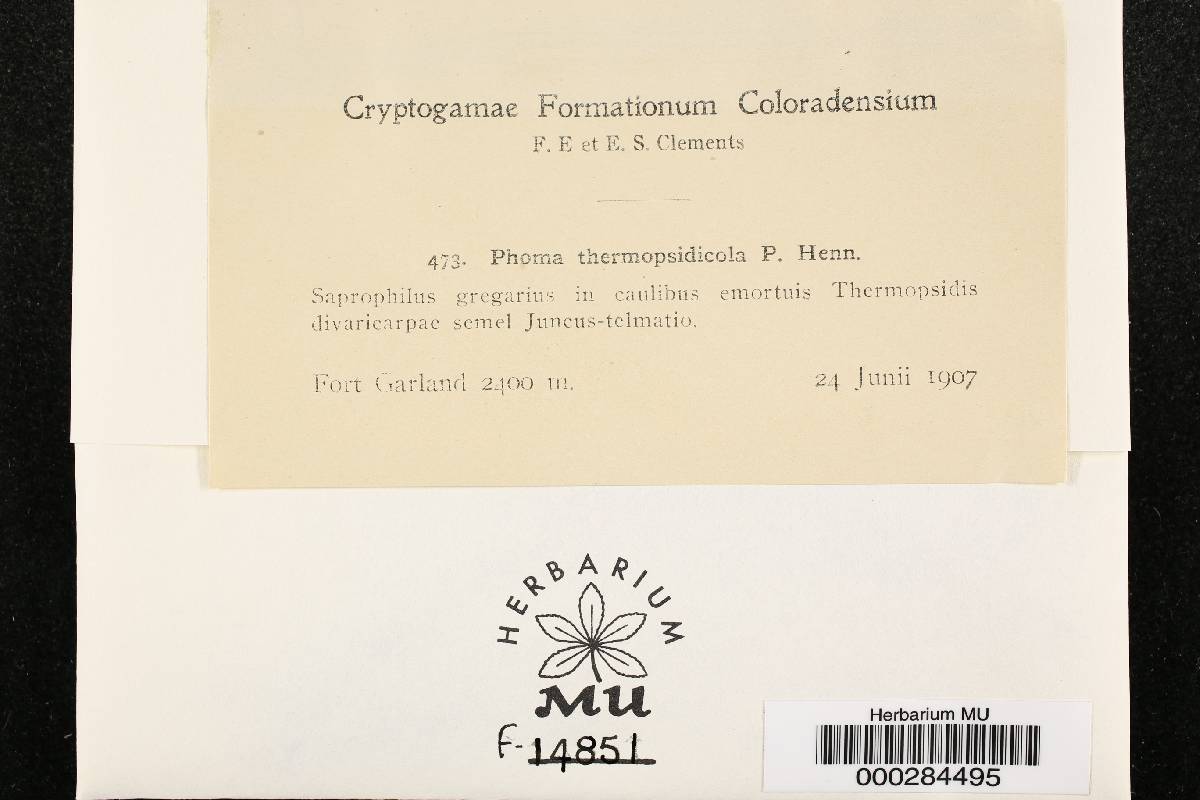 Cryptogamae Formationum Coloradensium
F. E et E. S. Clements
473. Phoma thermopsidicola P. Henn.
Saprophilus gregarius in caulibus emortuis Thermopsidis
divaricarpae semel Juncus-telmatio.
Fort Garland 2400 m. 24 Junii 1907
HERBARIUM
MU
F-14851
Herbarium MU
000284495